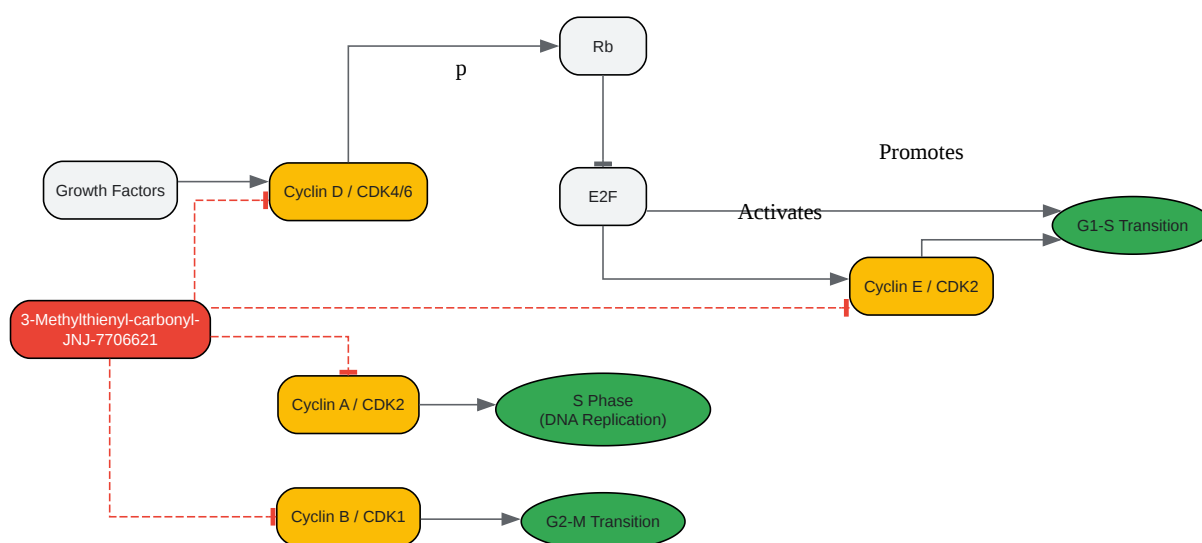 Rb
p
Promotes
Growth Factors
Cyclin D / CDK4/6
E2F
Activates
G1-S Transition
Cyclin E / CDK2
3-Methylthienyl-carbonyl-
JNJ-7706621
Cyclin A / CDK2
S Phase
(DNA Replication)
Cyclin B / CDK1
G2-M Transition